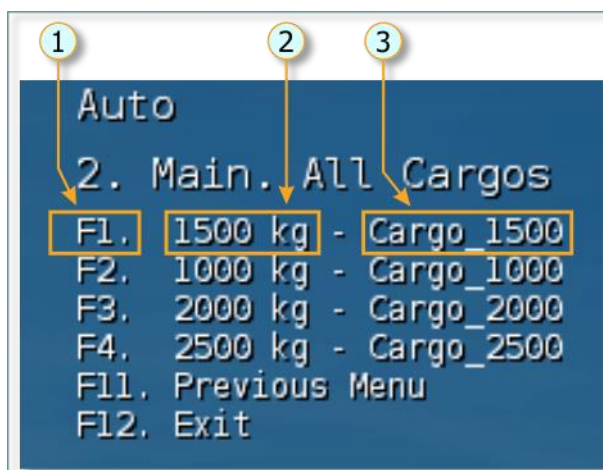 1 2 3
Auto
2. Main. All Cargos
F1. 1500 kg - Cargo_1500
F2. 1000 kg - Cargo_1000
F3. 2000 kg - Cargo_2000
F4. 2500 kg - Cargo_2500
F11. Previous Menu
F12. Exit